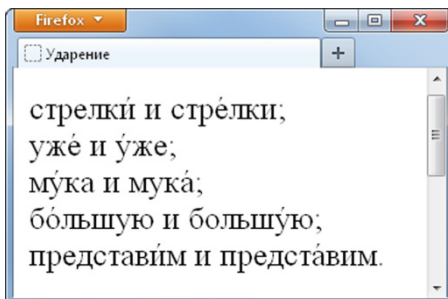 Firefox
Ударение
стрелки́ и стре́лки;
уже́ и у́же;
му́ка и мука́;
бо́льшую и большу́ю;
представи́м и предста́вим.